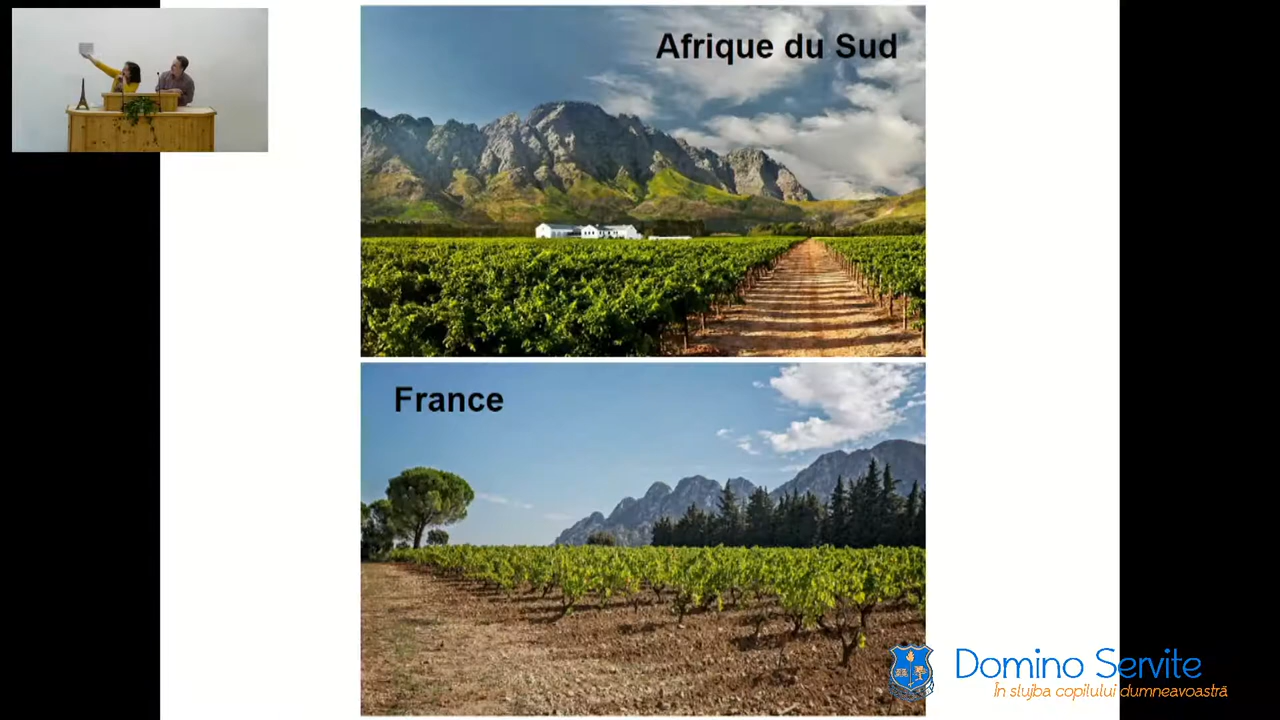 Afrique du Sud
France
Domino Servite
În slujba copilului dumneavoastră